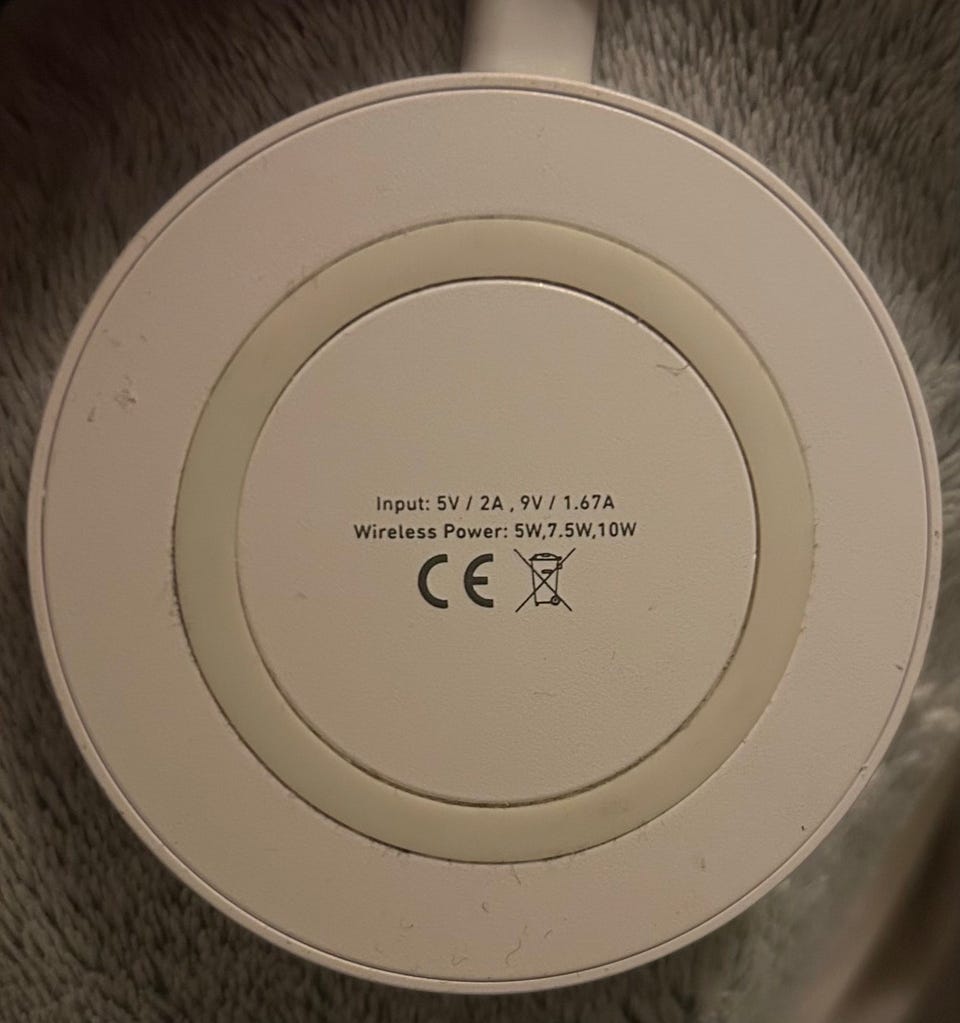 Input: 5V / 2A , 9V / 1.67A
Wireless Power: 5W,7.5W,10W
CE